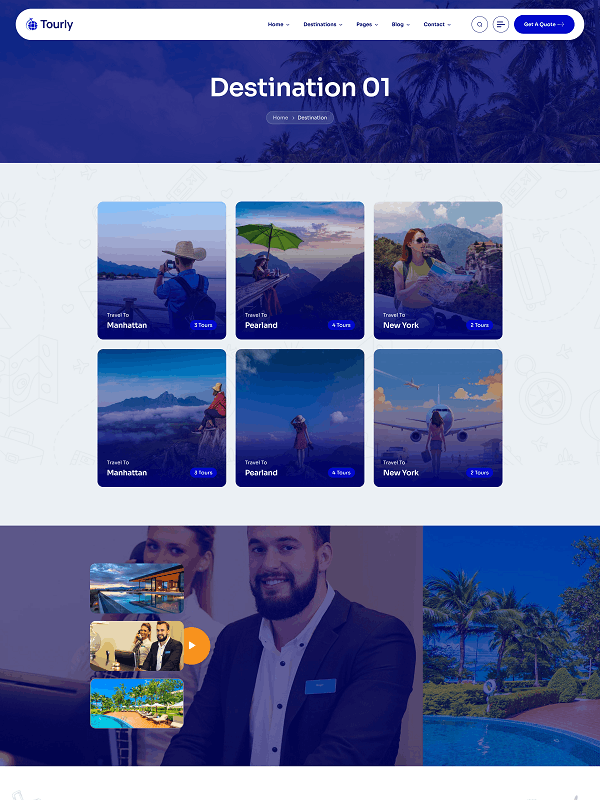 Tourly
Home Destinations Pages Blog Contact Get A Quote
Destination 01
Home > Destination
Travel To
Manhattan
3 Tours
Travel To
Pearland
4 Tours
Travel To
New York
2 Tours
Travel To
Manhattan
3 Tours
Travel To
Pearland
4 Tours
Travel To
New York
2 Tours